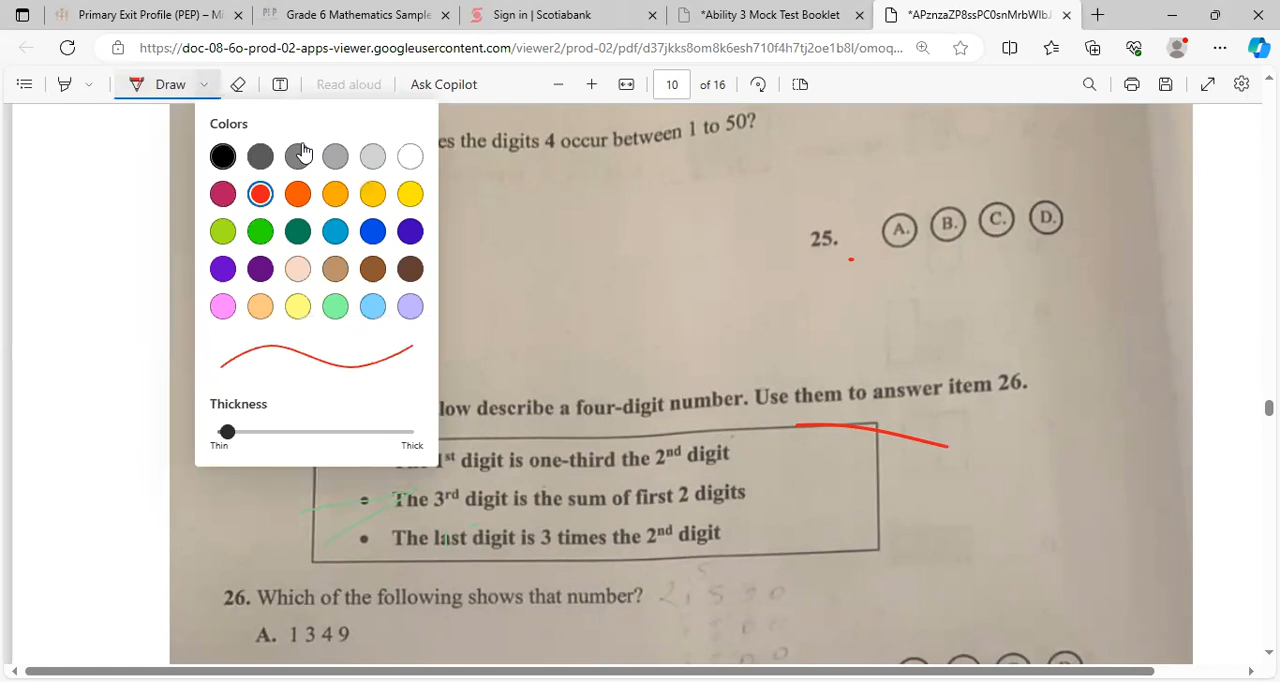 Primary Exit Profile (PEP) – Mi
Grade 6 Mathematics Sample
Sign in | Scotiabank
*Ability 3 Mock Test Booklet
*APznzaZP8ssPC0snMrbWlbJ
https://doc-08-6o-prod-02-apps-viewer.googleusercontent.com/viewer2/prod-02/pdf/d37jkks8om8k6esh710f4h7tj2oe1b8l/omoq...
Draw
Read aloud
Ask Copilot
10 of 16
Colors
Thickness
Thin Thick
es the digits 4 occur between 1 to 50?
25. A. B. C. D.
low describe a four-digit number. Use them to answer item 26.
1st digit is one-third the 2nd digit
• The 3rd digit is the sum of first 2 digits
• The last digit is 3 times the 2nd digit
26. Which of the following shows that number?
A. 1 3 4 9